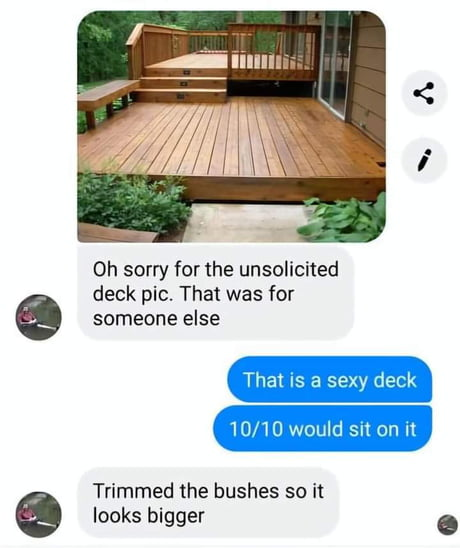 Oh sorry for the unsolicited
deck pic. That was for
someone else
That is a sexy deck
10/10 would sit on it
Trimmed the bushes so it
looks bigger